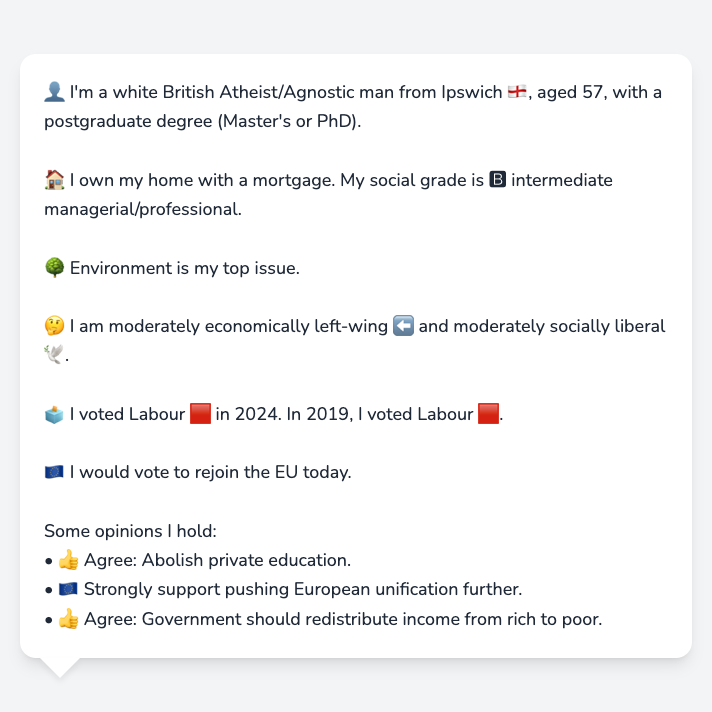 👤 I'm a white British Atheist/Agnostic man from Ipswich 🏴󠁧󠁢󠁥󠁮󠁧󠁿, aged 57, with a
postgraduate degree (Master's or PhD).
🏠 I own my home with a mortgage. My social grade is 🅱 intermediate
managerial/professional.
🌳 Environment is my top issue.
🤔 I am moderately economically left-wing ⬅️ and moderately socially liberal
🕊️.
🗳️ I voted Labour 🟥 in 2024. In 2019, I voted Labour 🟥.
🇪🇺 I would vote to rejoin the EU today.
Some opinions I hold:
• 👍 Agree: Abolish private education.
• 🇪🇺 Strongly support pushing European unification further.
• 👍 Agree: Government should redistribute income from rich to poor.